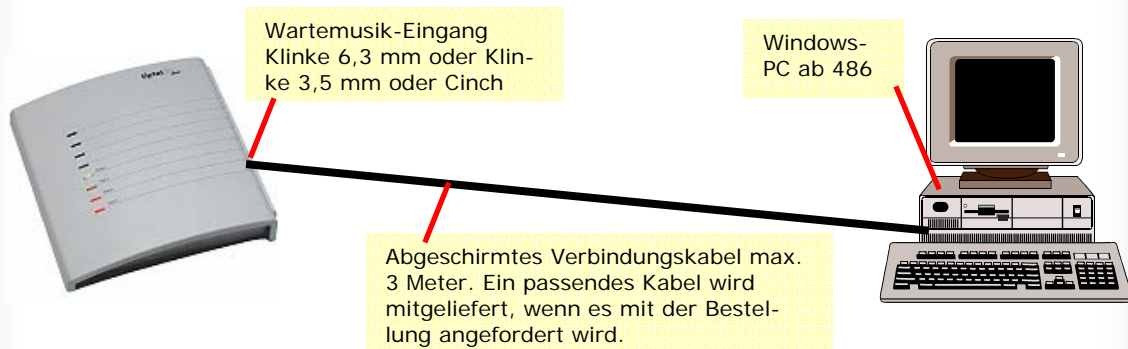 Wartemusik-Eingang
Klinke 6,3 mm oder Klin-
ke 3,5 mm oder Cinch
Windows-
PC ab 486
Abgeschirmtes Verbindungskabel max.
3 Meter. Ein passendes Kabel wird
mitgeliefert, wenn es mit der Bestel-
lung angefordert wird.